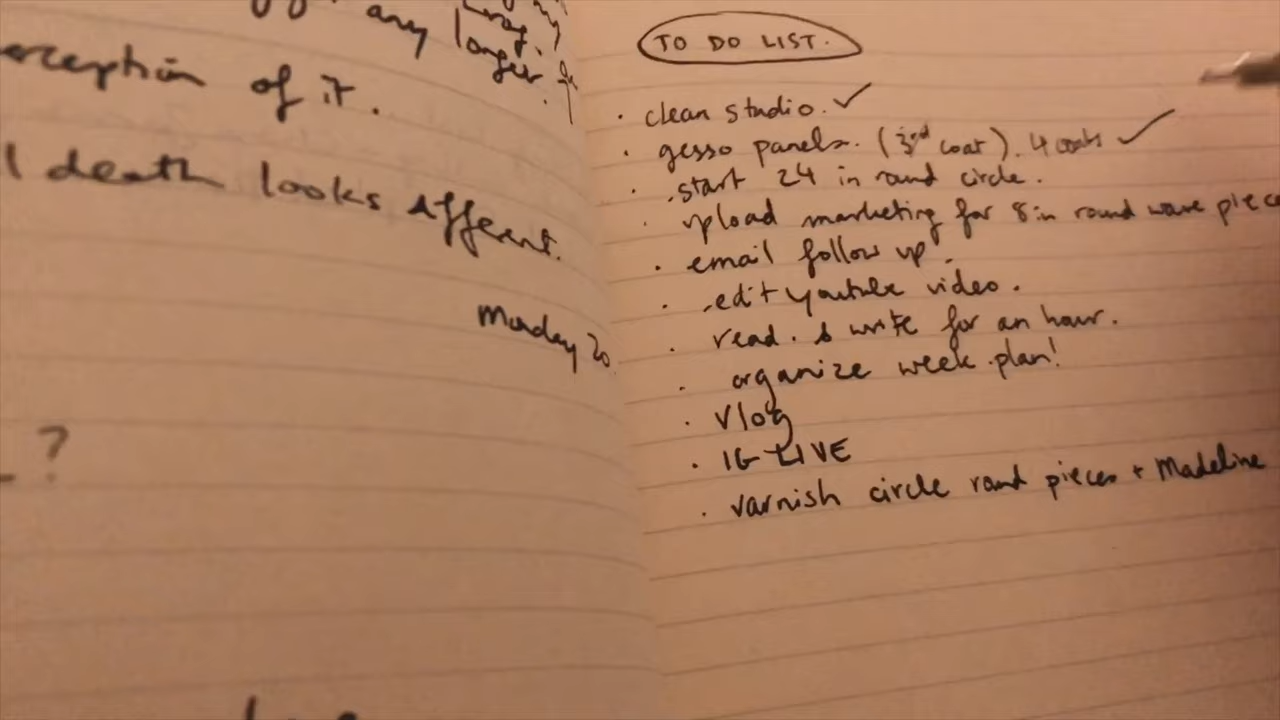 any
longer.
erception of it.
l death looks different.
Monday 20
?
TO DO LIST.
· clean studio. ✓
· gesso panels. (3rd coat). 4 coats ✓
· start 24 in round circle.
· upload marketing for 8 in round wave pieces
· email follow up.
· edit youtube video.
· read. & write for an hour.
· organize week plan!
· Vlog
· IG LIVE
· varnish circle round pieces + Madeline